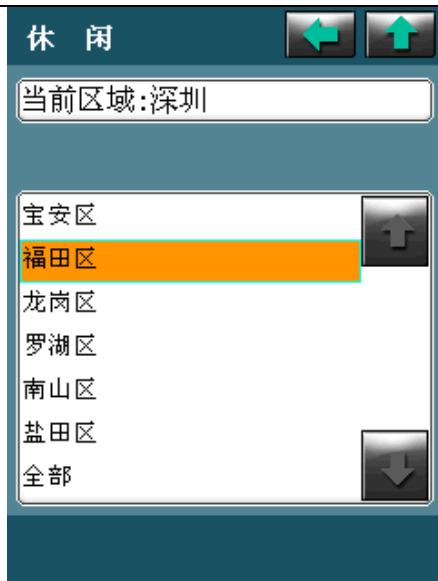 休 闲
当前区域:深圳
宝安区
福田区
龙岗区
罗湖区
南山区
盐田区
全部